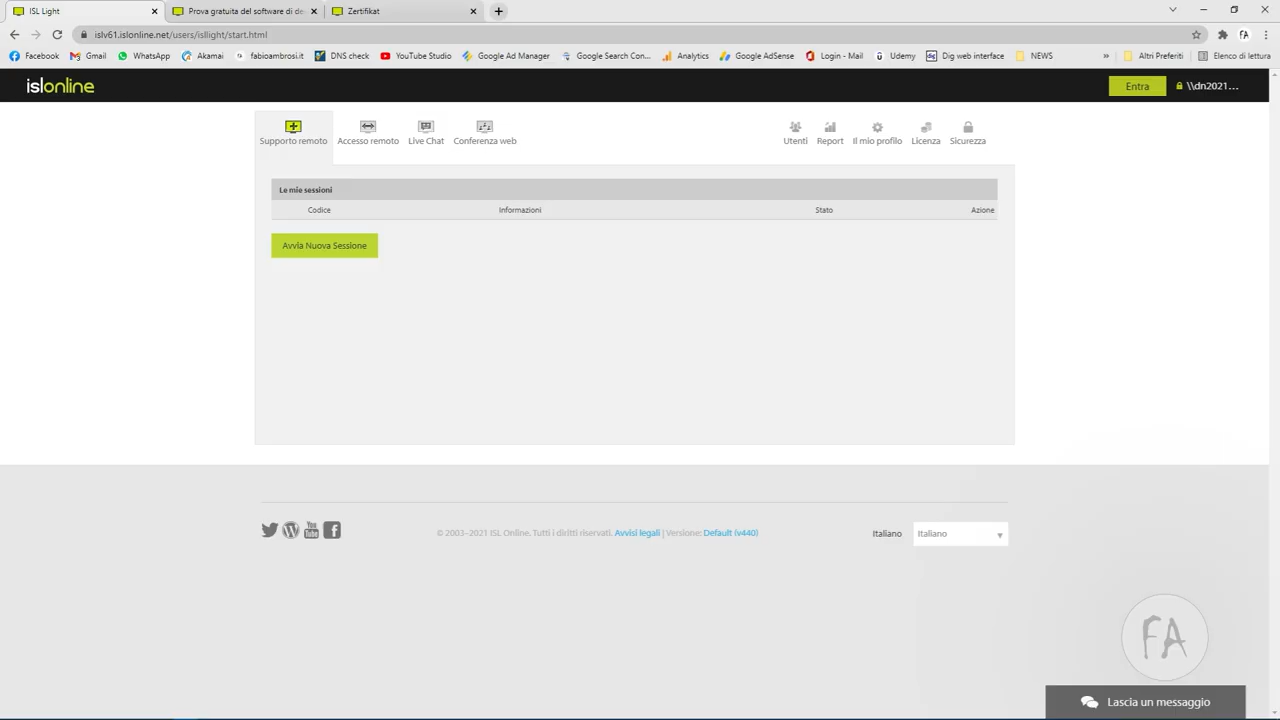 ISL Light
Prova gratuita del software di de
Zertifikat
islv61.islonline.net/users/isllight/start.html
Facebook
Gmail
WhatsApp
Akamai
fabioambrosi.it
DNS check
YouTube Studio
Google Ad Manager
Google Search Con...
Analytics
Google AdSense
Login - Mail
Udemy
Dig web interface
NEWS
»
Altri Preferiti
Elenco di lettura
islonline
Entra
\\dn2021...
Supporto remoto
Accesso remoto
Live Chat
Conferenza web
Utenti
Report
Il mio profilo
Licenza
Sicurezza
Le mie sessioni
Codice
Informazioni
Stato
Azione
Avvia Nuova Sessione
© 2003–2021 ISL Online. Tutti i diritti riservati. Avvisi legali | Versione: Default (v440)
Italiano
Italiano
FA
Lascia un messaggio